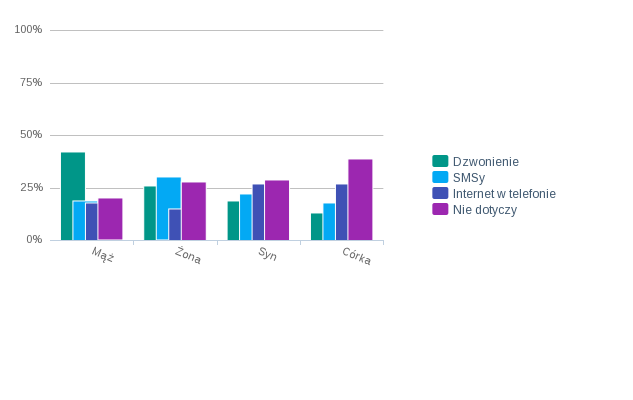 100%
75%
50%
25%
0%
Mąż
Żona
Syn
Córka
Dzwonienie
SMSy
Internet w telefonie
Nie dotyczy